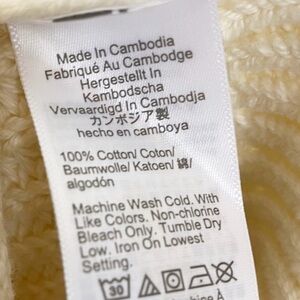 Made In Cambodia
Fabriqué Au Cambodge
Hergestellt In
Kambodscha
Vervaardigd In Cambodja
カンボジア製
hecho en camboya
100% Cotton/ Coton/
Baumwolle/ Katoen/ 綿/
algodón
Machine Wash Cold. With
Like Colors. Non-chlorine
Bleach Only. Tumble Dry
Low. Iron On Lowest
Setting.
30